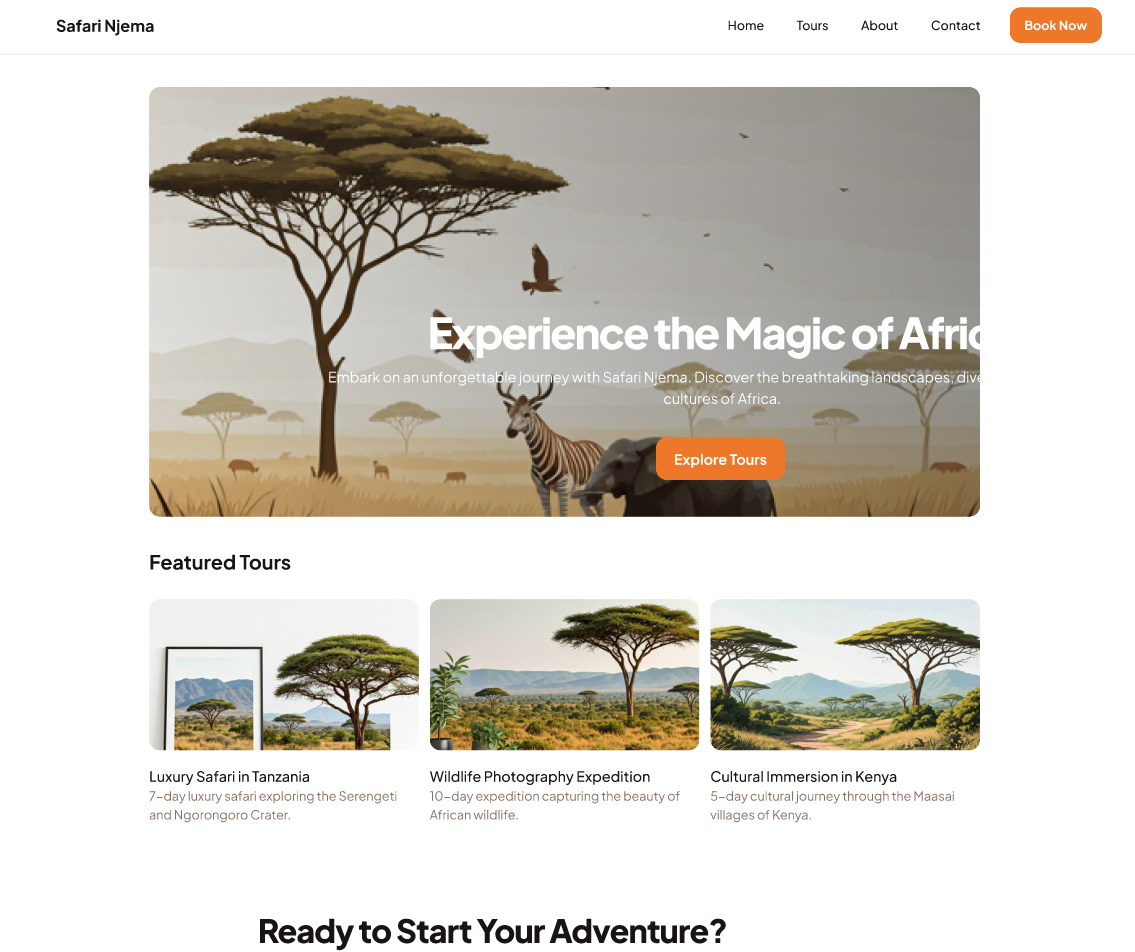 Safari Njema
Home Tours About Contact Book Now
Experience the Magic of Afric
Embark on an unforgettable journey with Safari Njema. Discover the breathtaking landscapes, dive
cultures of Africa.
Explore Tours
Featured Tours
Luxury Safari in Tanzania
7-day luxury safari exploring the Serengeti
and Ngorongoro Crater.
Wildlife Photography Expedition
10-day expedition capturing the beauty of
African wildlife.
Cultural Immersion in Kenya
5-day cultural journey through the Maasai
villages of Kenya.
Ready to Start Your Adventure?